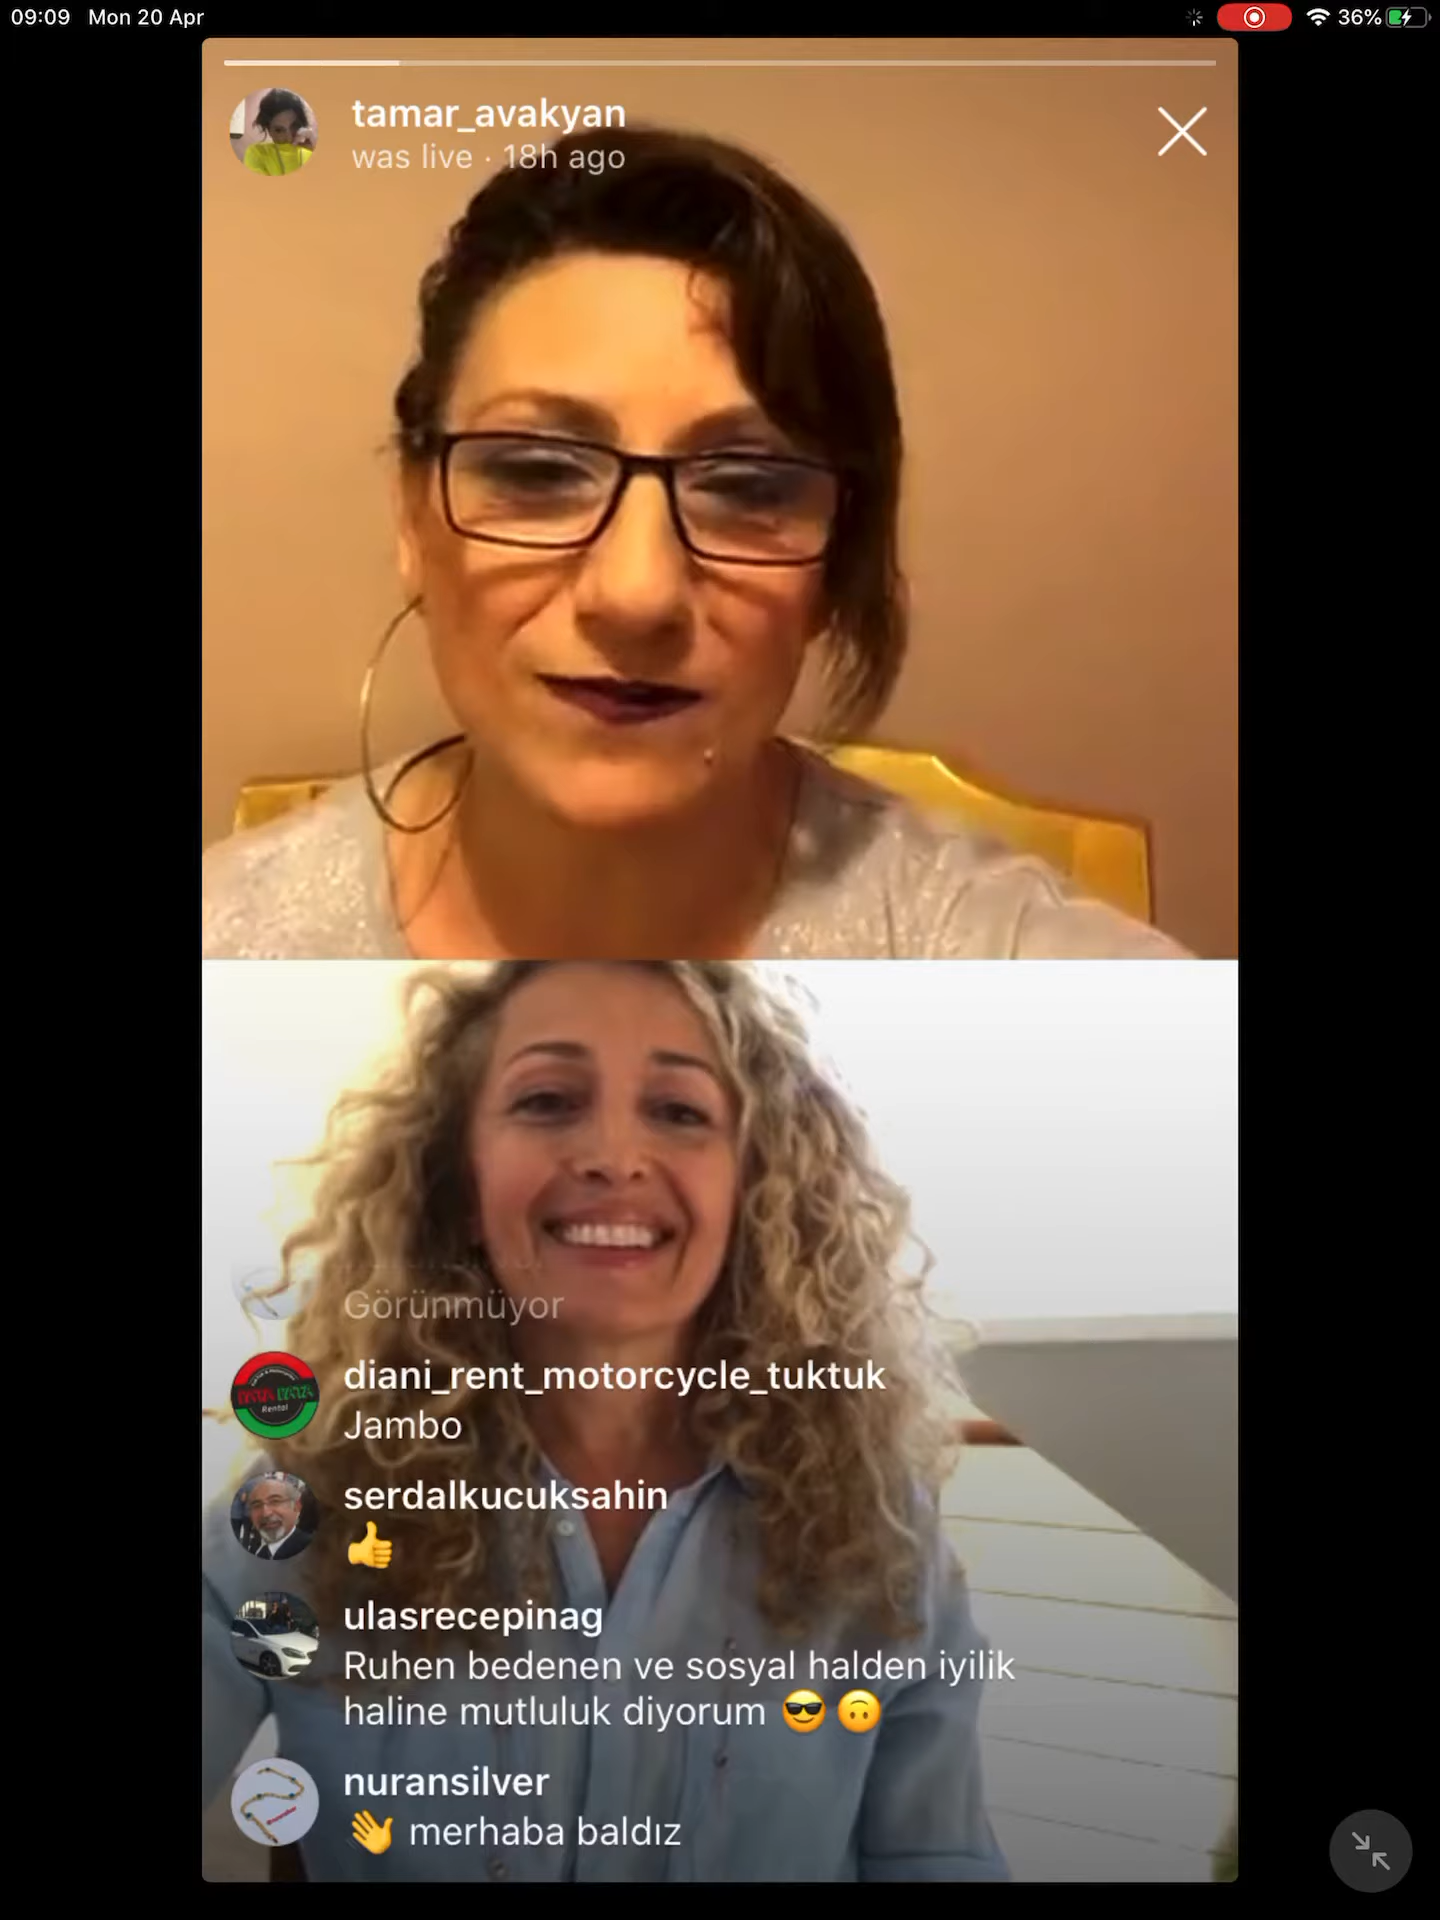 09:09 Mon 20 Apr
36%
tamar_avakyan
was live · 18h ago
Görünmüyor
diani_rent_motorcycle_tuktuk
Rental
Jambo
serdalkucuksahin
👍
ulasrecepinag
Ruhen bedenen ve sosyal halden iyilik
haline mutluluk diyorum 😎 🙃
nuransilver
👋 merhaba baldız